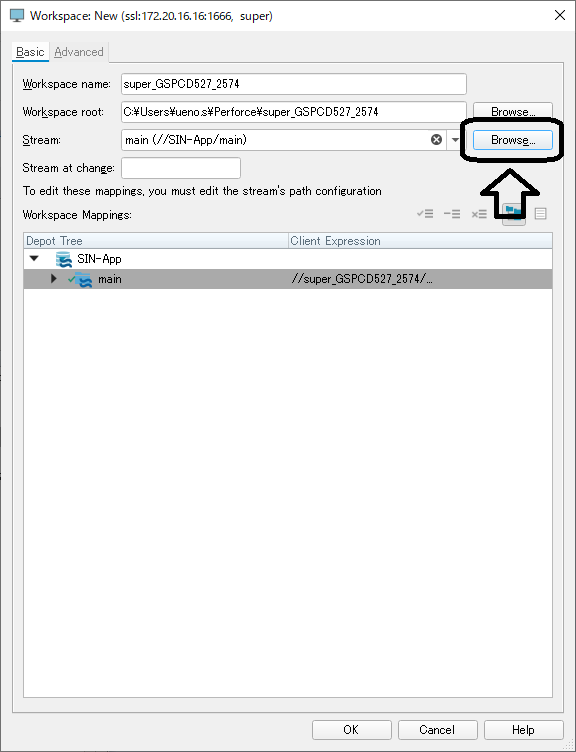 Workspace: New (ssl:172.20.16.16:1666, super)
Basic Advanced
Workspace name: super_GSPCD527_2574
Workspace root: C:¥Users¥ueno.s¥Perforce¥super_GSPCD527_2574 Browse...
Stream: main (//SIN-App/main) Browse...
Stream at change:
To edit these mappings, you must edit the stream's path configuration
Workspace Mappings:
Depot Tree Client Expression
SIN-App
main //super_GSPCD527_2574/...
OK Cancel Help